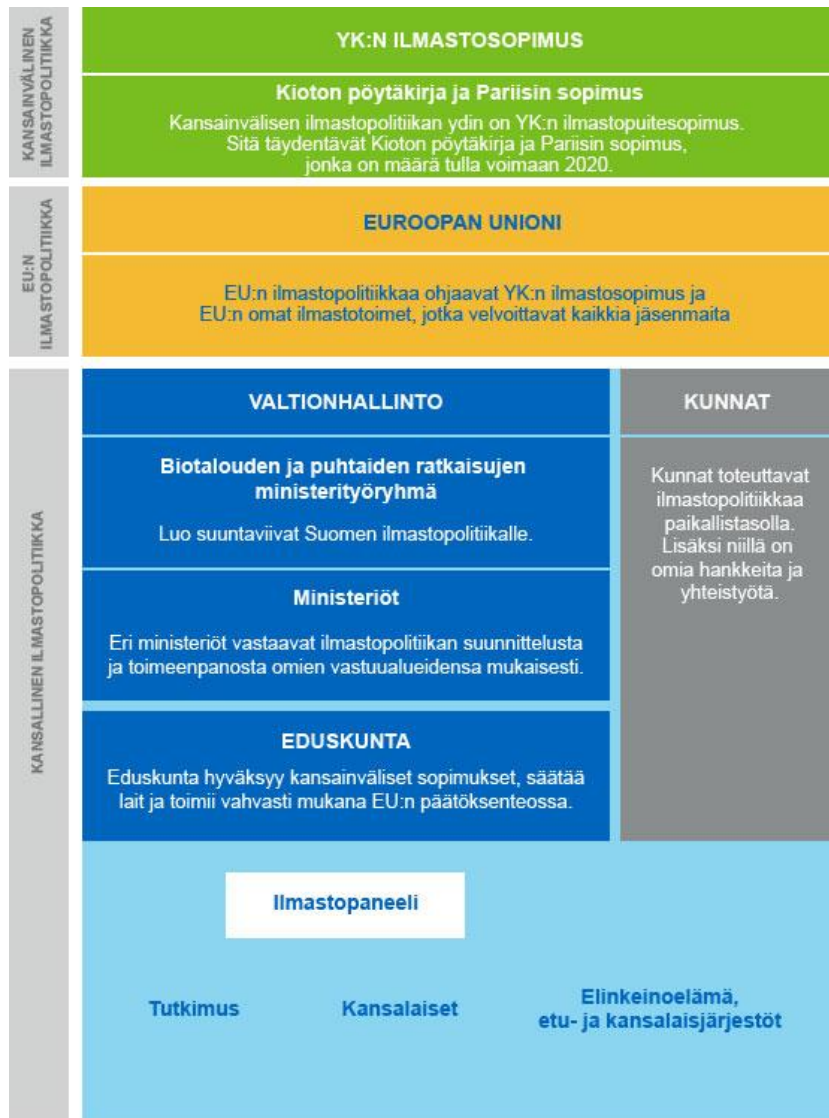 KANSAINVÄLINEN
ILMASTOPOLITIIKKA
YK:N ILMASTOSOPIMUS
Kioton pöytäkirja ja Pariisin sopimus
Kansainvälisen ilmastopolitiikan ydin on YK:n ilmastopuitesopimus.
Sitä täydentävät Kioton pöytäkirja ja Pariisin sopimus,
jonka on määrä tulla voimaan 2020.
EU:N
ILMASTOPOLITIIKKA
EUROOPAN UNIONI
EU:n ilmastopolitiikkaa ohjaavat YK:n ilmastosopimus ja
EU:n omat ilmastotoimet, jotka velvoittavat kaikkia jäsenmaita
KANSALLINEN ILMASTOPOLITIIKKA
VALTIONHALLINTO
Biotalouden ja puhtaiden ratkaisujen
ministerityöryhmä
Luo suuntaviivat Suomen ilmastopolitiikalle.
Ministeriöt
Eri ministeriöt vastaavat ilmastopolitiikan suunnittelusta
ja toimeenpanosta omien vastuualueidensa mukaisesti.
EDUSKUNTA
Eduskunta hyväksyy kansainväliset sopimukset, säätää
lait ja toimii vahvasti mukana EU:n päätöksenteossa.
KUNNAT
Kunnat toteuttavat
ilmastopolitiikkaa
paikallistasolla.
Lisäksi niillä on
omia hankkeita ja
yhteistyötä.
Ilmastopaneeli
Tutkimus
Kansalaiset
Elinkeinoelämä,
etu- ja kansalaisjärjestöt